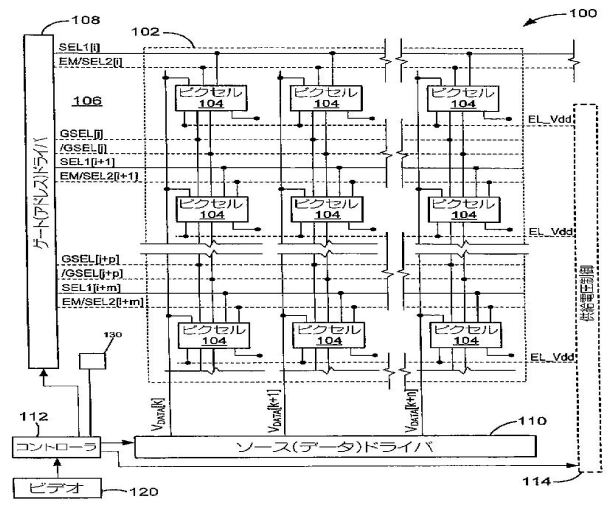 108
102
100
SEL1[i]
EM/SEL2[i]
106
ピクセル 104
ピクセル 104
ピクセル 104
EL_Vdd
GSEL[j]
/GSEL[j]
SEL1[i+1]
EM/SEL2[i+1]
ゲート(アドレス)ドライバ
ピクセル 104
ピクセル 104
ピクセル 104
EL_Vdd
GSEL[j+p]
/GSEL[j+p]
SEL1[i+m]
EM/SEL2[i+m]
供給電圧制御
ピクセル 104
ピクセル 104
ピクセル 104
EL_Vdd
130
VDATA[k]
VDATA[k+1]
VDATA[k+n]
112
110
コントローラ
ソース(データ)ドライバ
114
ビデオ
120